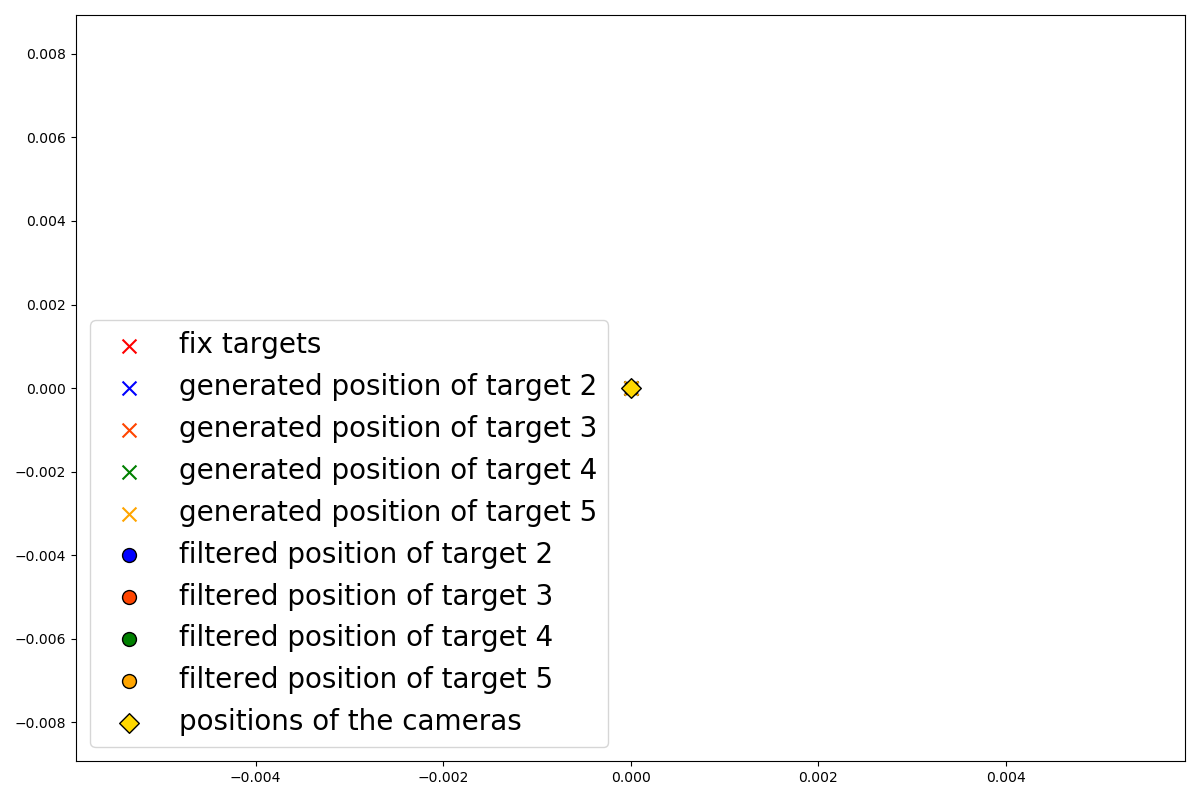 0.008
0.006
0.004
0.002
0.000
−0.002
−0.004
−0.006
−0.008
fix targets
generated position of target 2
generated position of target 3
generated position of target 4
generated position of target 5
filtered position of target 2
filtered position of target 3
filtered position of target 4
filtered position of target 5
positions of the cameras
−0.004 −0.002 0.000 0.002 0.004